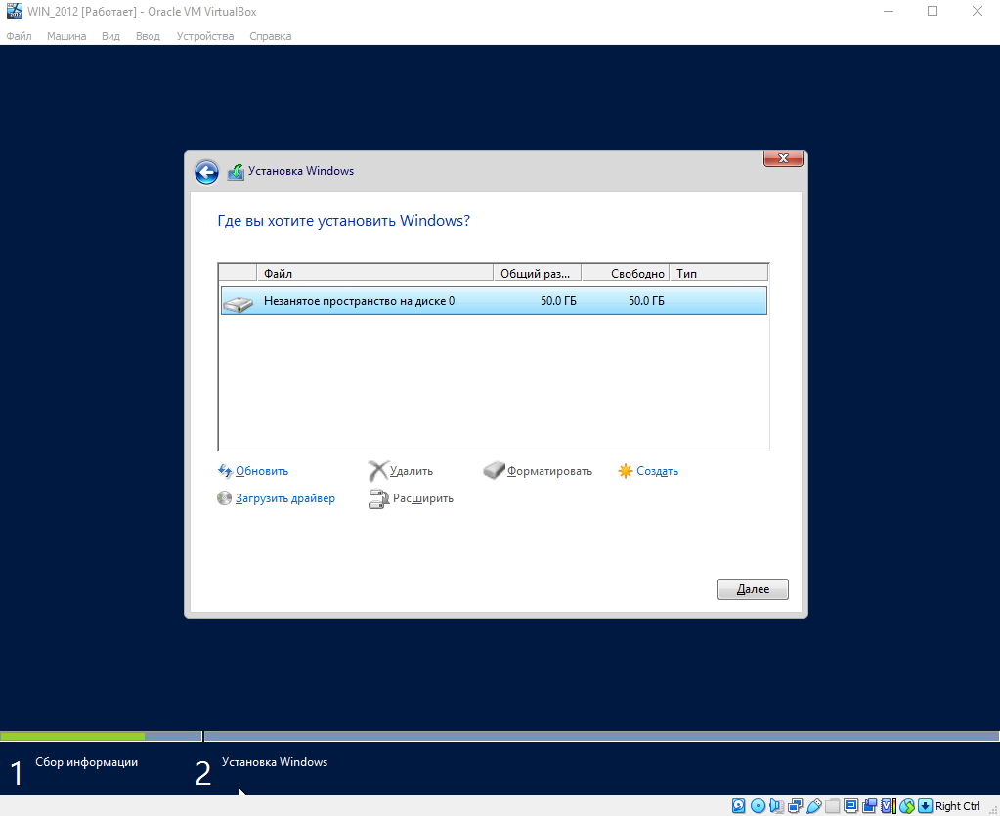 WIN_2012 [Работает] - Oracle VM VirtualBox
Файл Машина Вид Ввод Устройства Справка
Установка Windows
Где вы хотите установить Windows?
Файл Общий раз... Свободно Тип
Незанятое пространство на диске 0 50.0 ГБ 50.0 ГБ
Обновить Удалить Форматировать Создать
Загрузить драйвер Расширить
Далее
1 Сбор информации 2 Установка Windows
Right Ctrl